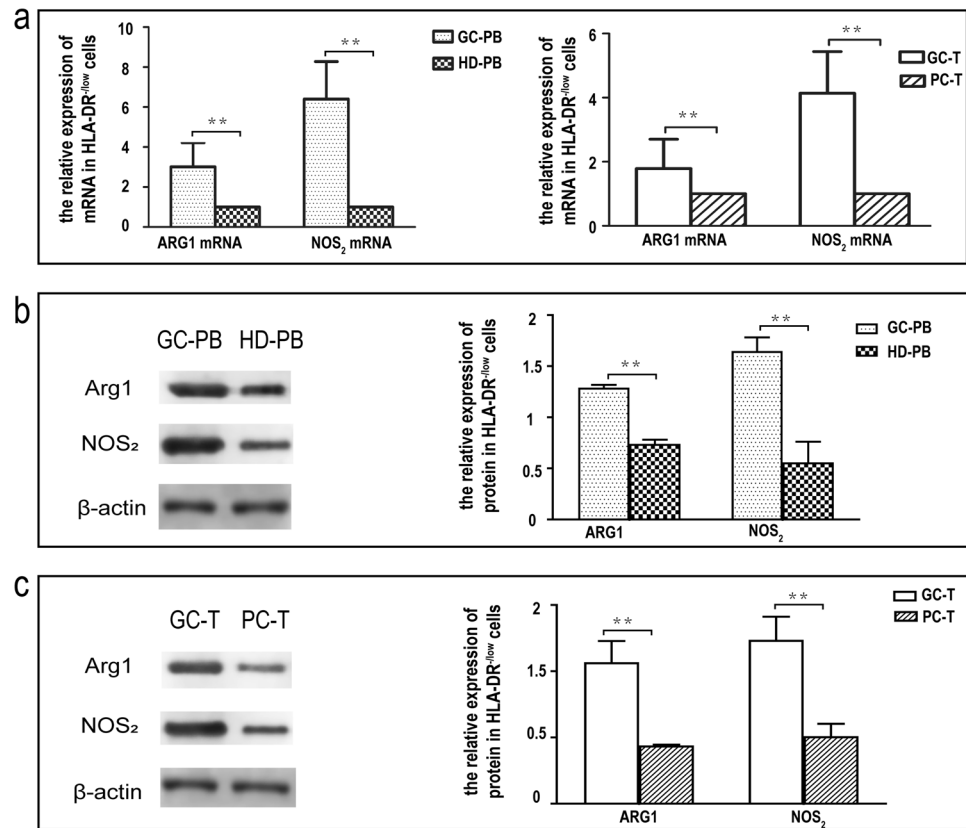 a
the relative expression of
mRNA in HLA-DR-/low cells
10
8
6
4
2
0
**
**
ARG1 mRNA
NOS2 mRNA
GC-PB
HD-PB
the relative expression of
mRNA in HLA-DR-/low cells
6
4
2
0
**
**
ARG1 mRNA
NOS2 mRNA
GC-T
PC-T
b
GC-PB HD-PB
Arg1
NOS2
β-actin
the relative expression of
protein in HLA-DR-/low cells
2
1.5
1
0.5
0
**
**
ARG1
NOS2
GC-PB
HD-PB
c
GC-T PC-T
Arg1
NOS2
β-actin
the relative expression of
protein in HLA-DR-/low cells
2
1.5
0.5
0
**
**
ARG1
NOS2
GC-T
PC-T